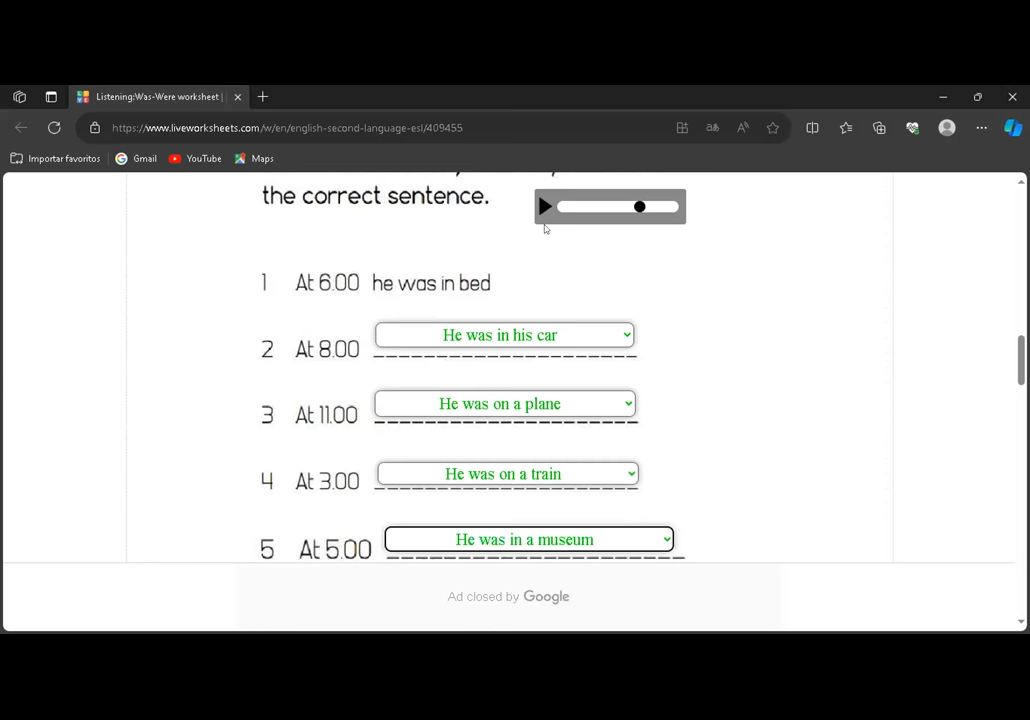 Listening:Was-Were worksheet |
https://www.liveworksheets.com/w/en/english-second-language-esl/409455
Importar favoritos Gmail YouTube Maps
the correct sentence.
1 At 6.00 he was in bed
2 At 8.00 He was in his car
3 At 11.00 He was on a plane
4 At 3.00 He was on a train
5 At 5.00 He was in a museum
Ad closed by Google